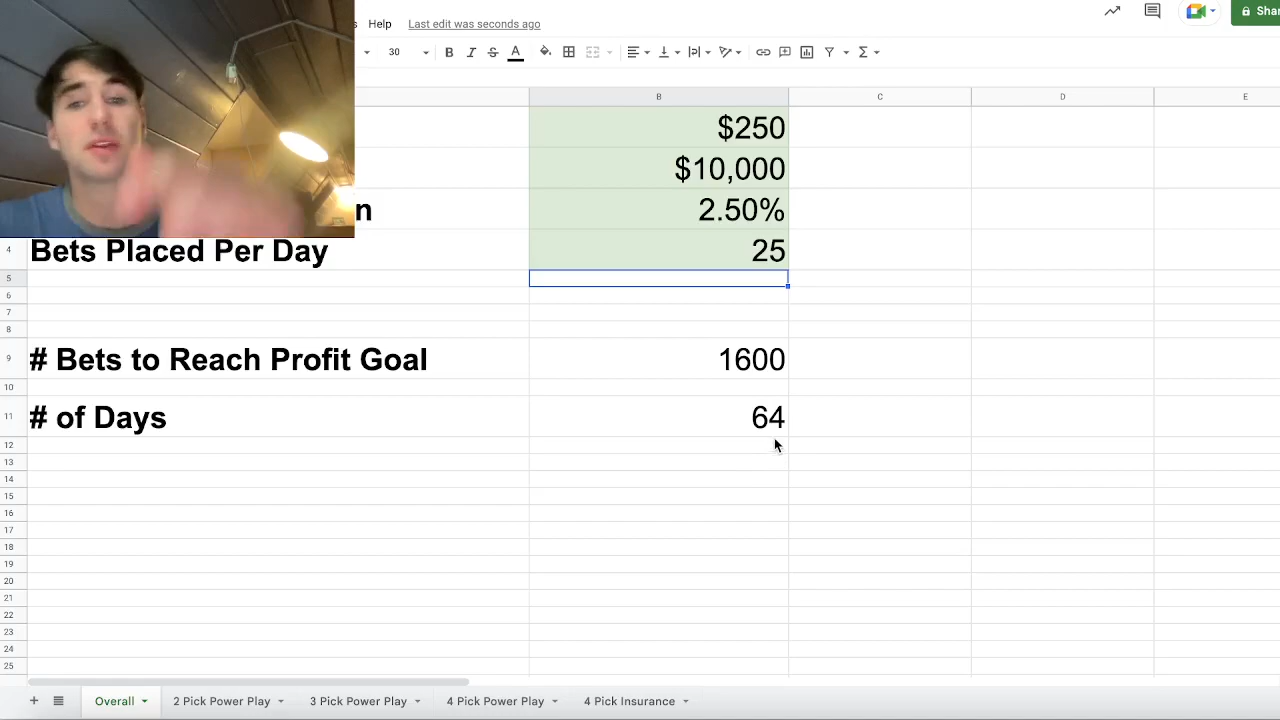 s Help Last edit was seconds ago
Shar
30 B I S A
B C D E
$250
$10,000
n 2.50%
4 Bets Placed Per Day 25
5
6
7
8
9 # Bets to Reach Profit Goal 1600
10
11 # of Days 64
12
13
14
15
16
17
18
19
20
21
22
23
24
25
+ Overall 2 Pick Power Play 3 Pick Power Play 4 Pick Power Play 4 Pick Insurance